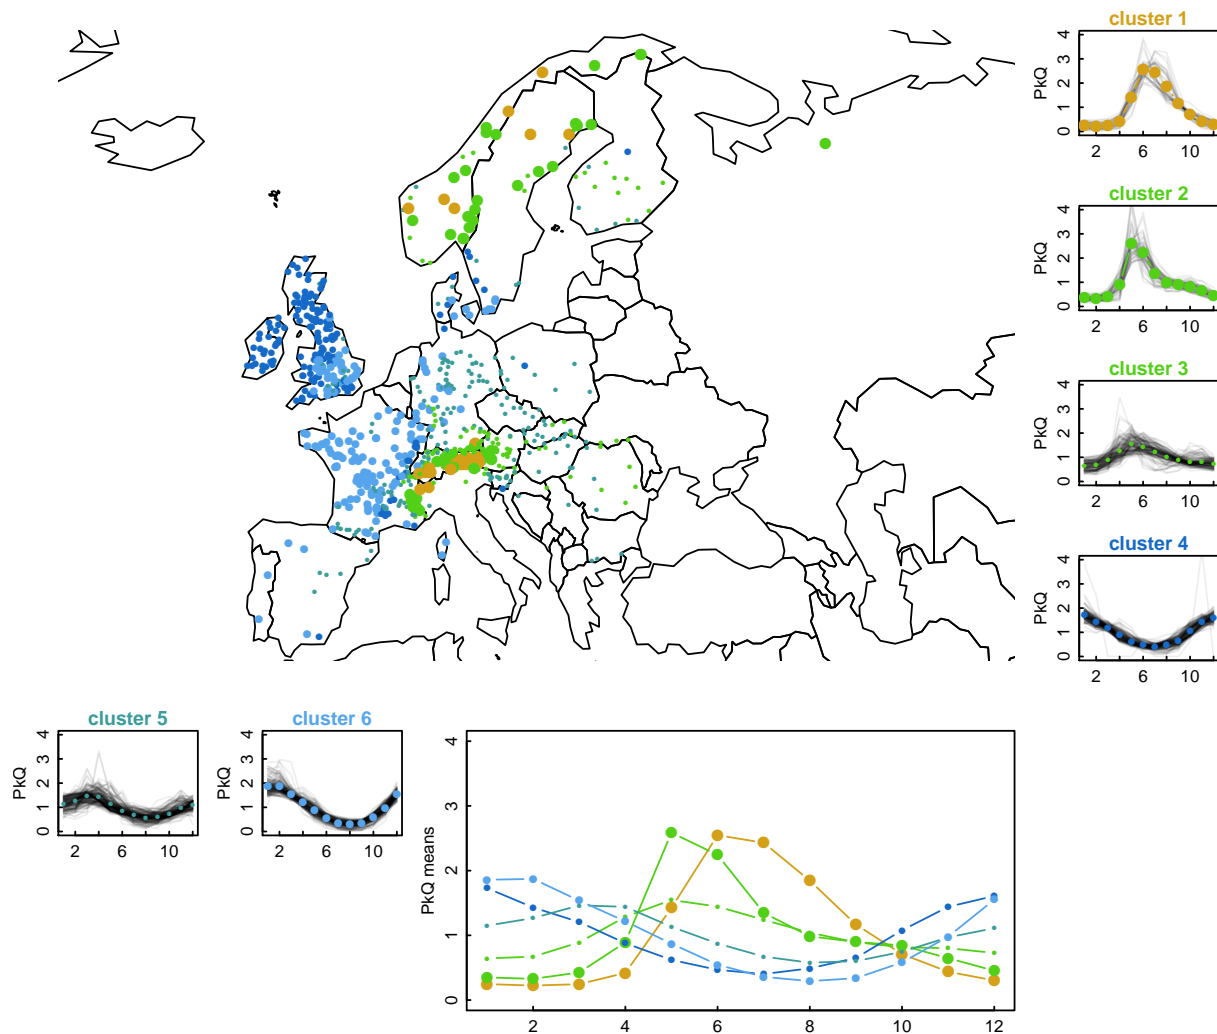 cluster 1
PkQ
0 1 2 3 4
2 6 10
cluster 2
PkQ
0 1 2 3 4
2 6 10
cluster 3
PkQ
0 1 2 3 4
2 6 10
cluster 4
PkQ
0 1 2 3 4
2 6 10
cluster 5
PkQ
0 1 2 3 4
2 6 10
cluster 6
PkQ
0 1 2 3 4
2 6 10
PkQ means
0 1 2 3 4
2 4 6 8 10 12